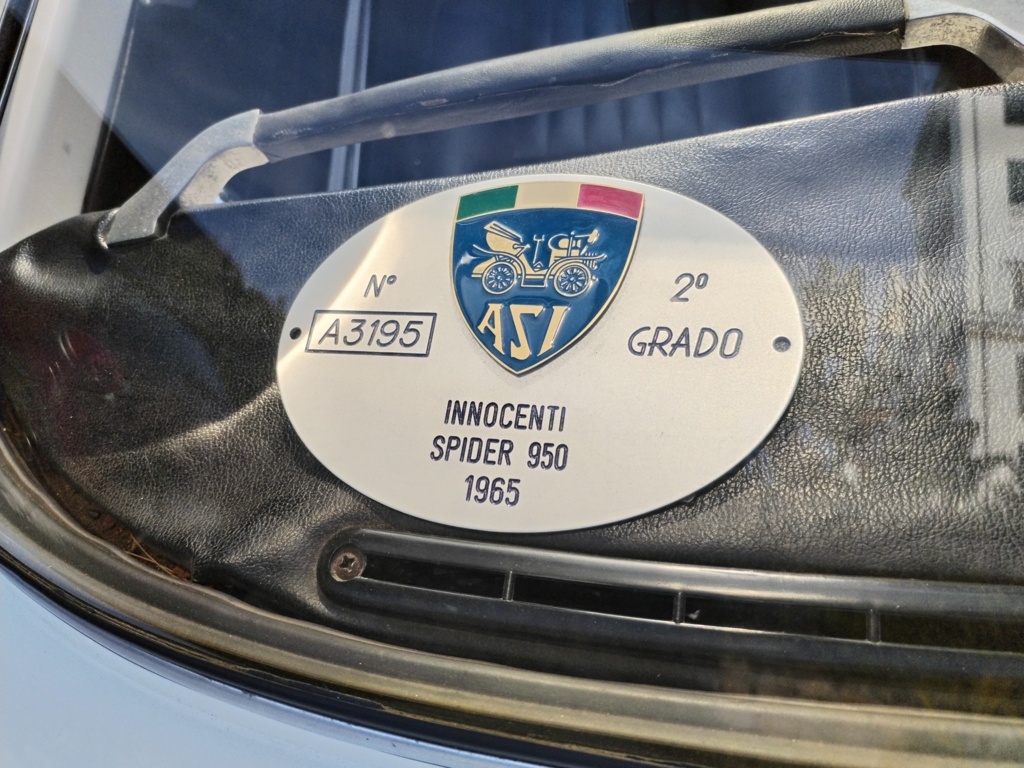 ASI
N° 2°
A3195 GRADO
INNOCENTI
SPIDER 950
1965